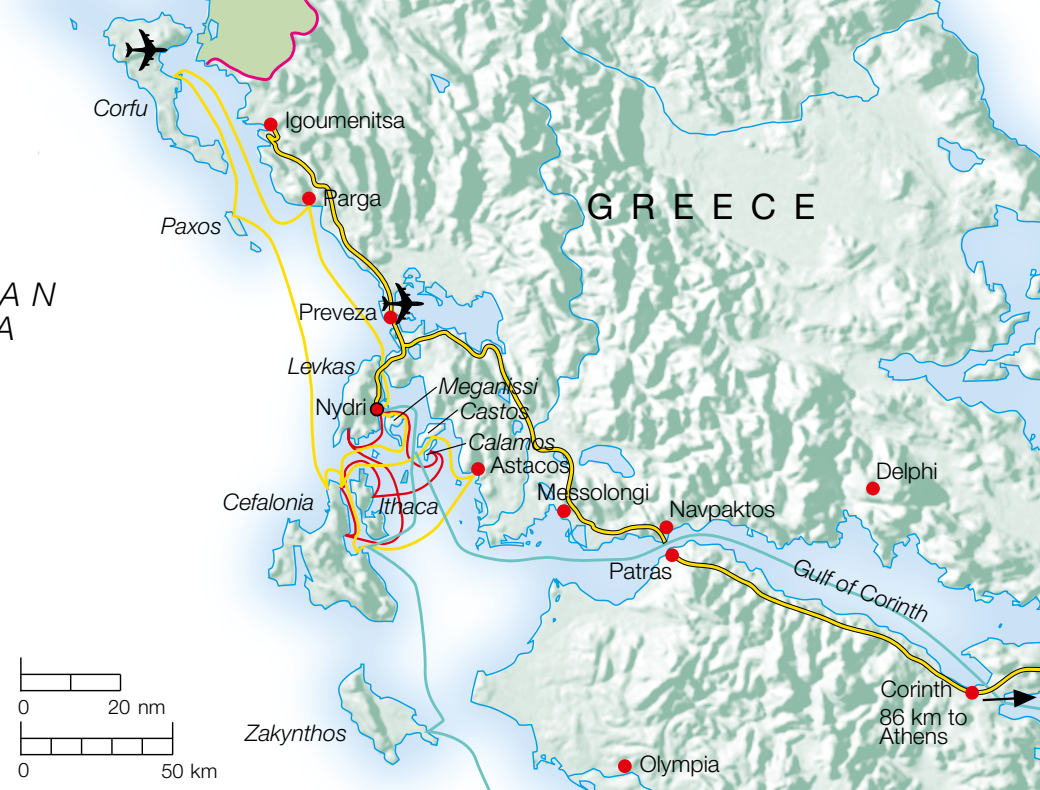 Corfu
Igoumenitsa
Parga
GREECE
Paxos
AN
A
Preveza
Levkas
Meganissi
Nydri
Castos
Calamos
Astacos
Delphi
Messolongi
Cefalonia
Ithaca
Navpaktos
Patras
Gulf of Corinth
Corinth
86 km to
Athens
0 20 nm
Zakynthos
0 50 km
Olympia